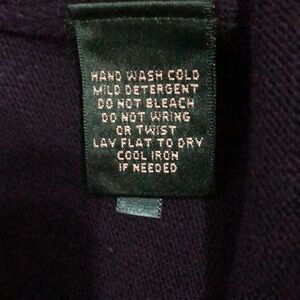 HAND WASH COLD
MILD DETERGENT
DO NOT BLEACH
DO NOT WRING
OR TWIST
LAY FLAT TO DRY
COOL IRON
IF NEEDED